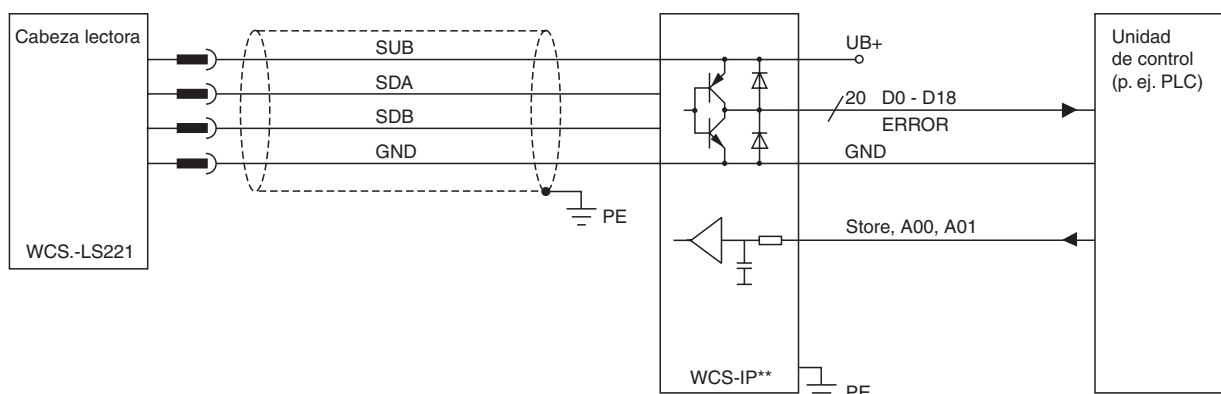 Cabeza lectora
SUB
SDA
SDB
GND
PE
WCS.-LS221
UB+
20 D0 - D18
ERROR
GND
Store, A00, A01
WCS-IP**
PE
Unidad
de control
(p. ej. PLC)